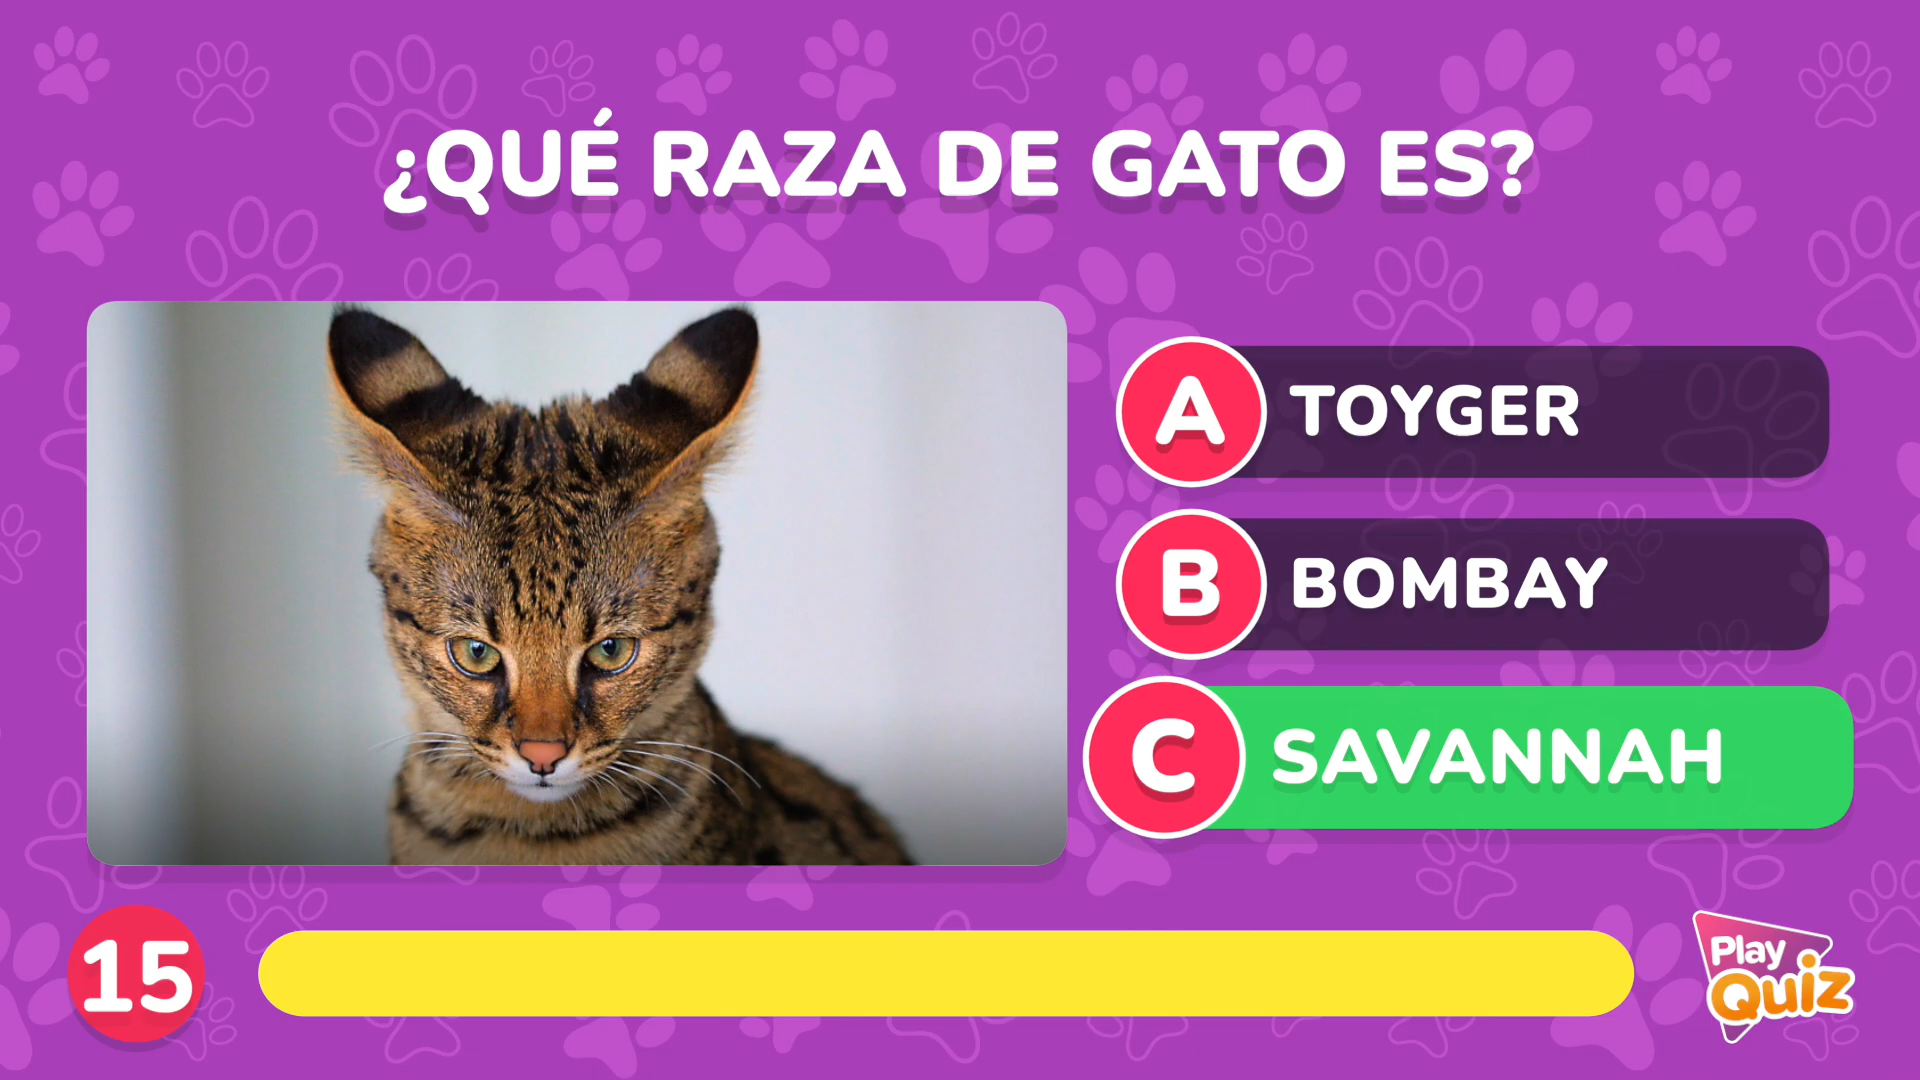 ¿QUÉ RAZA DE GATO ES?
A TOYGER
B BOMBAY
C SAVANNAH
15
Play
Quiz